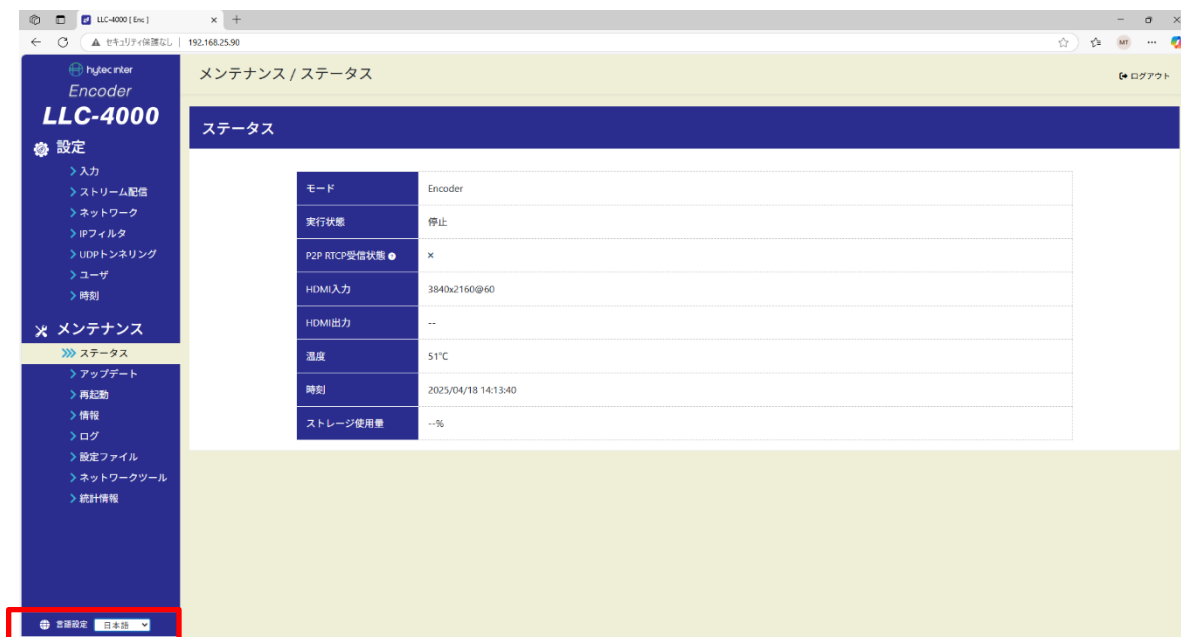 LLC-4000 [ Enc ]
セキュリティ保護なし 192.168.25.90
MT
hytec inter
Encoder
LLC-4000
設定
入力
ストリーム配信
ネットワーク
IPフィルタ
UDPトンネリング
ユーザ
時刻
メンテナンス
ステータス
アップデート
再起動
情報
ログ
設定ファイル
ネットワークツール
統計情報
言語設定 日本語
メンテナンス / ステータス
ログアウト
ステータス
モード Encoder
実行状態 停止
P2P RTCP受信状態 ×
HDMI入力 3840x2160@60
HDMI出力 --
温度 51°C
時刻 2025/04/18 14:13:40
ストレージ使用量 --%